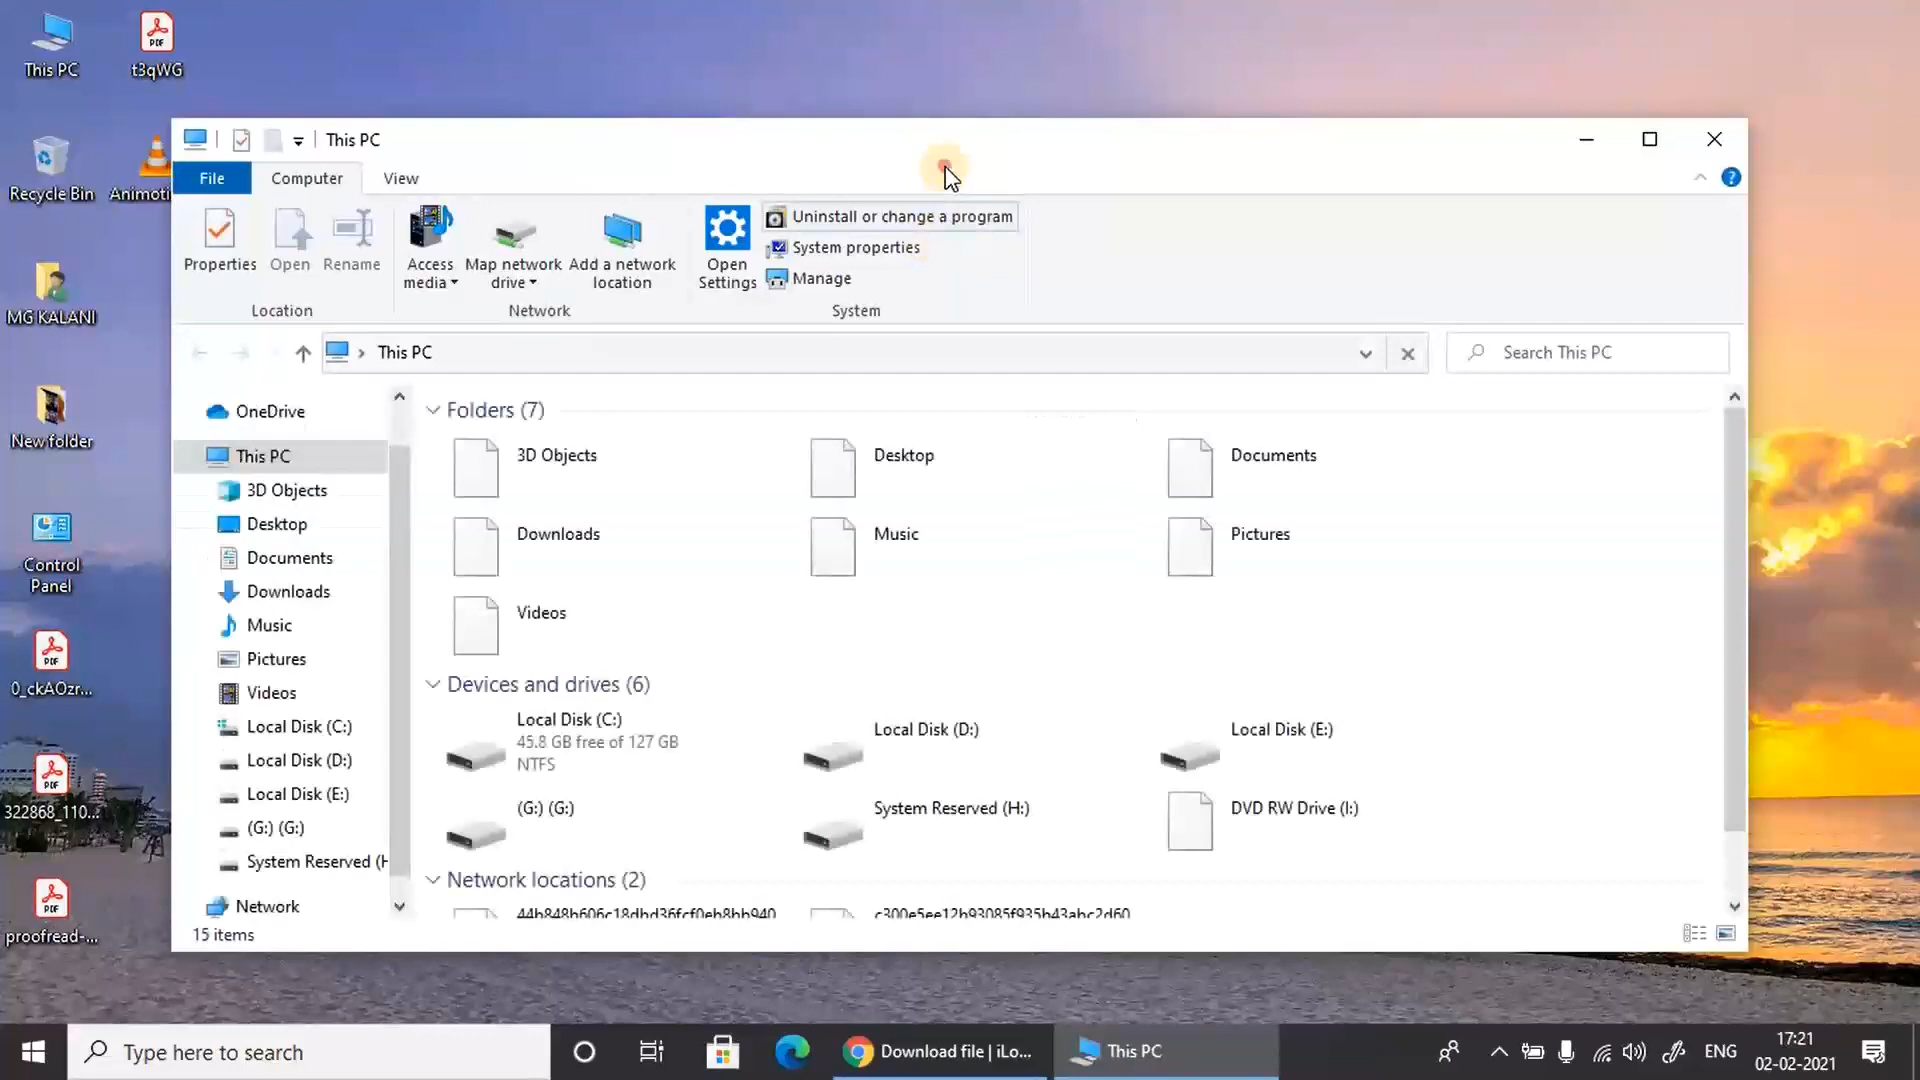 This PC
t3qWG
Recycle Bin
Animoti
MG KALANI
New folder
Control
Panel
0_ckAOzr...
322868_110...
proofread-...
This PC
File
Computer
View
Properties
Open
Rename
Location
Access
media
Map network
drive
Add a network
location
Network
Open
Settings
Uninstall or change a program
System properties
Manage
System
This PC
Search This PC
OneDrive
This PC
3D Objects
Desktop
Documents
Downloads
Music
Pictures
Videos
Local Disk (C:)
Local Disk (D:)
Local Disk (E:)
(G:) (G:)
System Reserved (H
Network
Folders (7)
3D Objects
Desktop
Documents
Downloads
Music
Pictures
Videos
Devices and drives (6)
Local Disk (C:)
45.8 GB free of 127 GB
NTFS
Local Disk (D:)
Local Disk (E:)
(G:) (G:)
System Reserved (H:)
DVD RW Drive (I:)
Network locations (2)
15 items
Type here to search
Download file | iLo...
This PC
ENG
17:21
02-02-2021